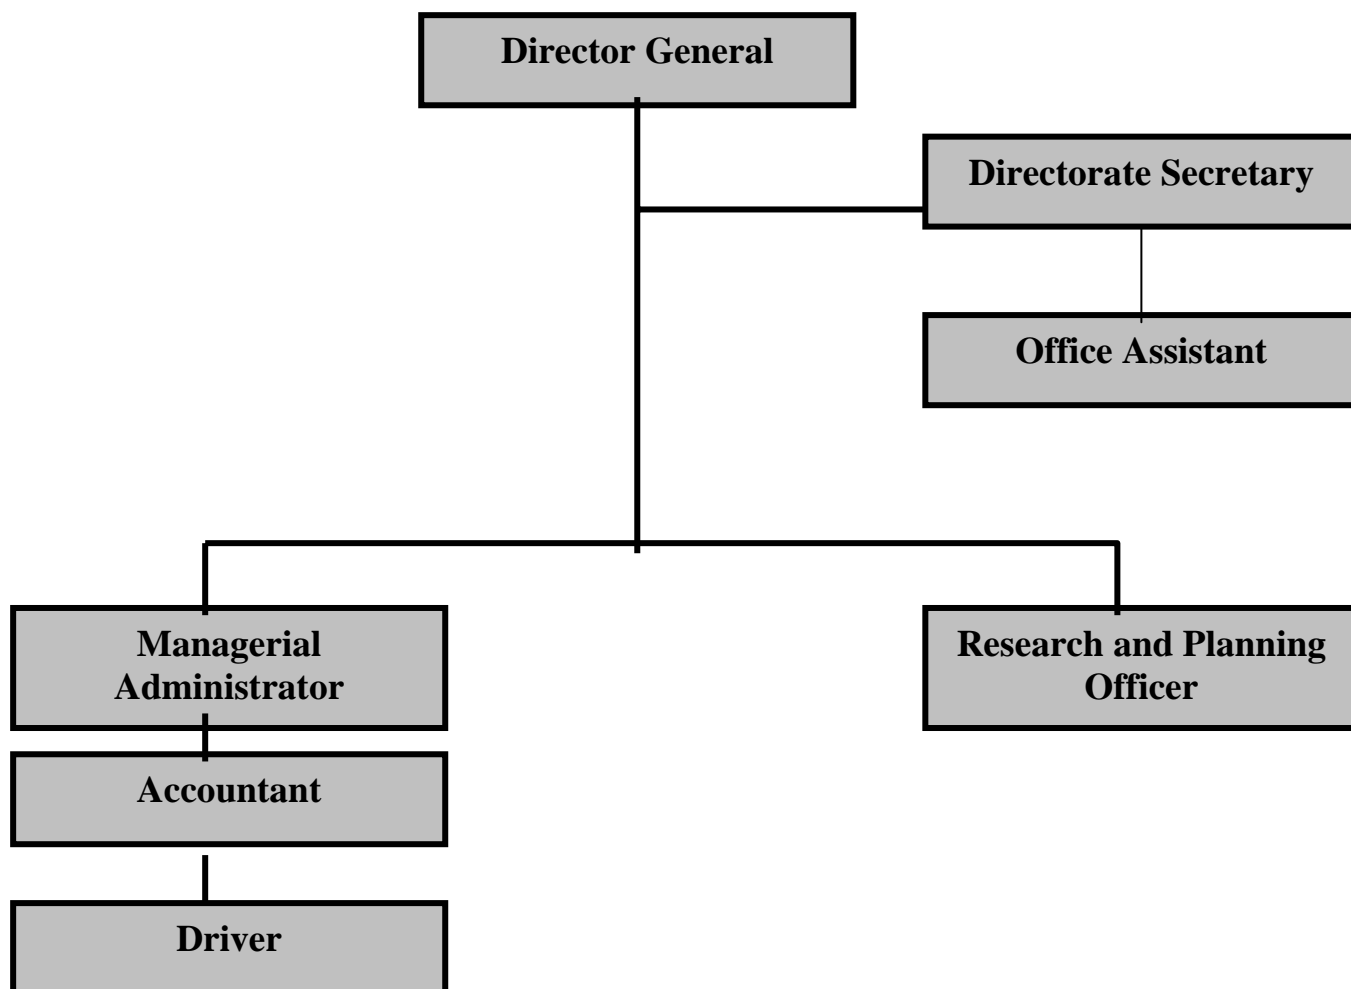 Director General
Directorate Secretary
Office Assistant
Managerial
Administrator
Research and Planning
Officer
Accountant
Driver